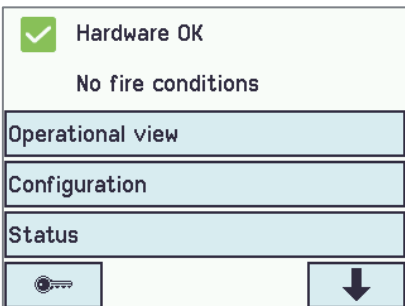 Hardware OK
No fire conditions
Operational view
Configuration
Status